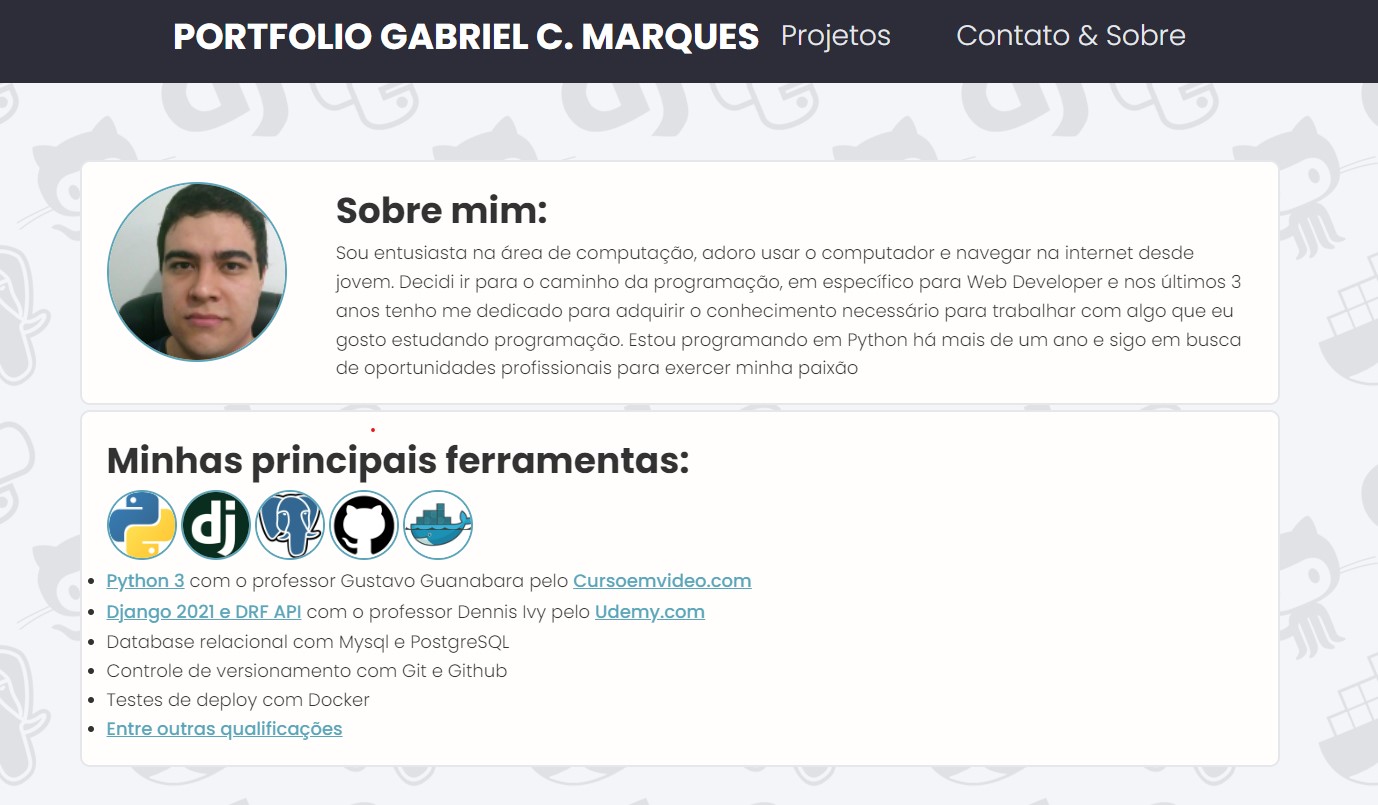 PORTFOLIO GABRIEL C. MARQUES Projetos Contato & Sobre
Sobre mim:
Sou entusiasta na área de computação, adoro usar o computador e navegar na internet desde
jovem. Decidi ir para o caminho da programação, em específico para Web Developer e nos últimos 3
anos tenho me dedicado para adquirir o conhecimento necessário para trabalhar com algo que eu
gosto estudando programação. Estou programando em Python há mais de um ano e sigo em busca
de oportunidades profissionais para exercer minha paixão
Minhas principais ferramentas:
dj
Python 3 com o professor Gustavo Guanabara pelo Cursoemvideo.com
Django 2021 e DRF API com o professor Dennis Ivy pelo Udemy.com
Database relacional com Mysql e PostgreSQL
Controle de versionamento com Git e Github
Testes de deploy com Docker
Entre outras qualificações